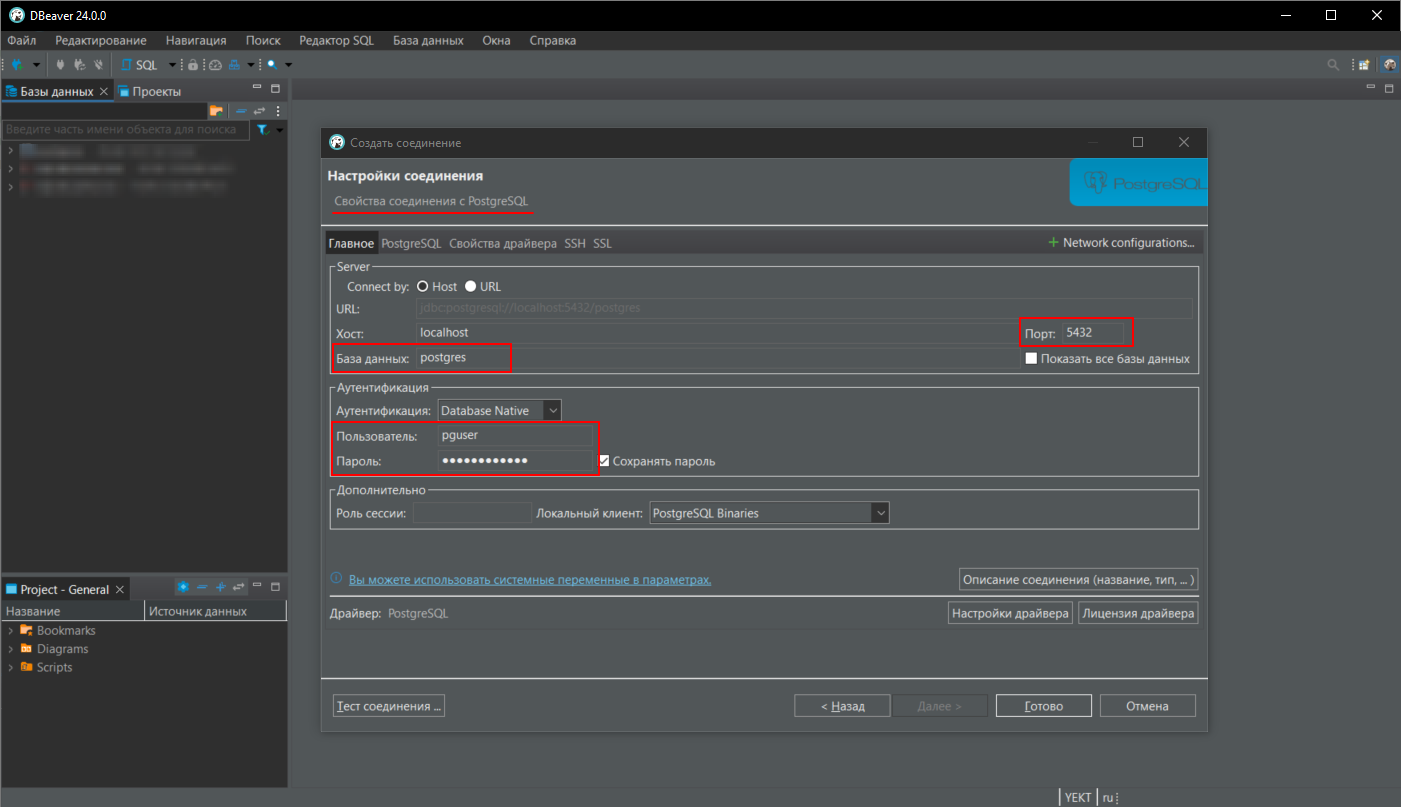 DBeaver 24.0.0
Файл Редактирование Навигация Поиск Редактор SQL База данных Окна Справка
SQL
Базы данных Проекты
Введите часть имени объекта для поиска
Создать соединение
Настройки соединения
Свойства соединения с PostgreSQL
PostgreSQL
Главное PostgreSQL Свойства драйвера SSH SSL Network configurations...
Server
Connect by: Host URL
URL: jdbc:postgresql://localhost:5432/postgres
Хост: localhost Порт: 5432
База данных: postgres Показать все базы данных
Аутентификация
Аутентификация: Database Native
Пользователь: pguser
Пароль: •••••••••••• Сохранять пароль
Дополнительно
Роль сессии: Локальный клиент: PostgreSQL Binaries
Вы можете использовать системные переменные в параметрах. Описание соединения (название, тип, ... )
Драйвер: PostgreSQL Настройки драйвера Лицензия драйвера
Тест соединения ... < Назад Далее > Готово Отмена
Project - General
Название Источник данных
Bookmarks
Diagrams
Scripts
YEKT ru